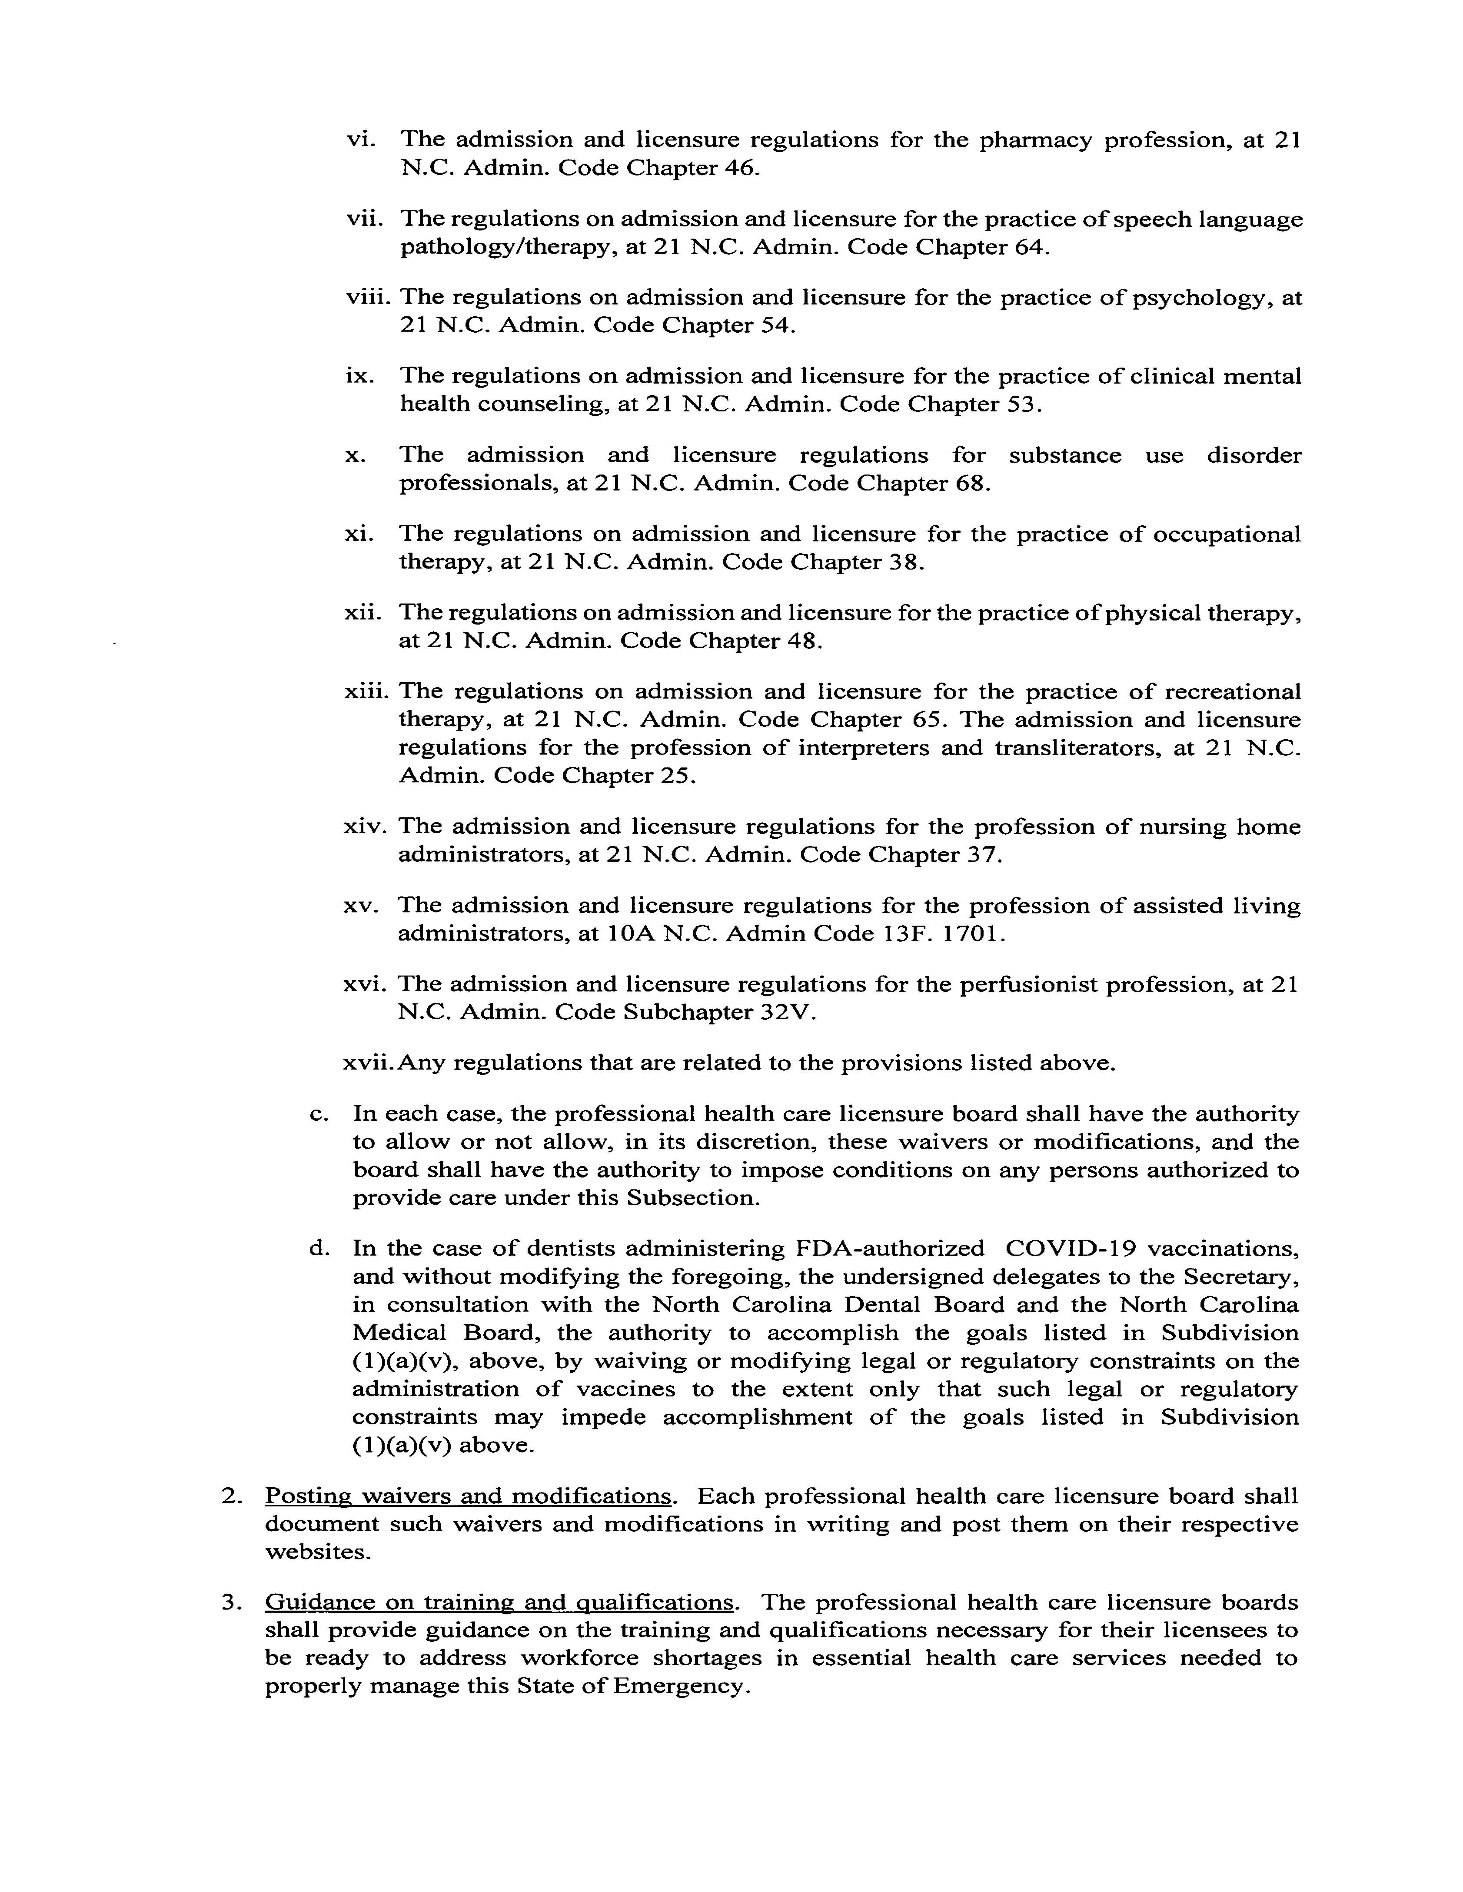 vi. The admission and licensure regulations for the pharmacy profession, at 21
N.C. Admin. Code Chapter 46.
vii. The regulations on admission and licensure for the practice of speech language
pathology/therapy, at 21 N.C. Admin. Code Chapter 64.
viii. The regulations on admission and licensure for the practice of psychology, at
21 N.C. Admin. Code Chapter 54.
ix. The regulations on admission and licensure for the practice of clinical mental
health counseling, at 21 N.C. Admin. Code Chapter 53.
x. The admission and licensure regulations for substance use disorder
professionals, at 21 N.C. Admin. Code Chapter 68.
xi. The regulations on admission and licensure for the practice of occupational
therapy, at 21 N.C. Admin. Code Chapter 38.
xii. The regulations on admission and licensure for the practice of physical therapy,
at 21 N.C. Admin. Code Chapter 48.
xiii. The regulations on admission and licensure for the practice of recreational
therapy, at 21 N.C. Admin. Code Chapter 65. The admission and licensure
regulations for the profession of interpreters and transliterators, at 21 N.C.
Admin. Code Chapter 25.
xiv. The admission and licensure regulations for the profession of nursing home
administrators, at 21 N.C. Admin. Code Chapter 37.
xv. The admission and licensure regulations for the profession of assisted living
administrators, at 10A N.C. Admin Code 13F. 1701.
xvi. The admission and licensure regulations for the perfusionist profession, at 21
N.C. Admin. Code Subchapter 32V.
xvii. Any regulations that are related to the provisions listed above.
c. In each case, the professional health care licensure board shall have the authority
to allow or not allow, in its discretion, these waivers or modifications, and the
board shall have the authority to impose conditions on any persons authorized to
provide care under this Subsection.
d. In the case of dentists administering FDA-authorized COVID-19 vaccinations,
and without modifying the foregoing, the undersigned delegates to the Secretary,
in consultation with the North Carolina Dental Board and the North Carolina
Medical Board, the authority to accomplish the goals listed in Subdivision
(1)(a)(v), above, by waiving or modifying legal or regulatory constraints on the
administration of vaccines to the extent only that such legal or regulatory
constraints may impede accomplishment of the goals listed in Subdivision
(1)(a)(v) above.
2. Posting waivers and modifications. Each professional health care licensure board shall
document such waivers and modifications in writing and post them on their respective
websites.
3. Guidance on training and qualifications. The professional health care licensure boards
shall provide guidance on the training and qualifications necessary for their licensees to
be ready to address workforce shortages in essential health care services needed to
properly manage this State of Emergency.